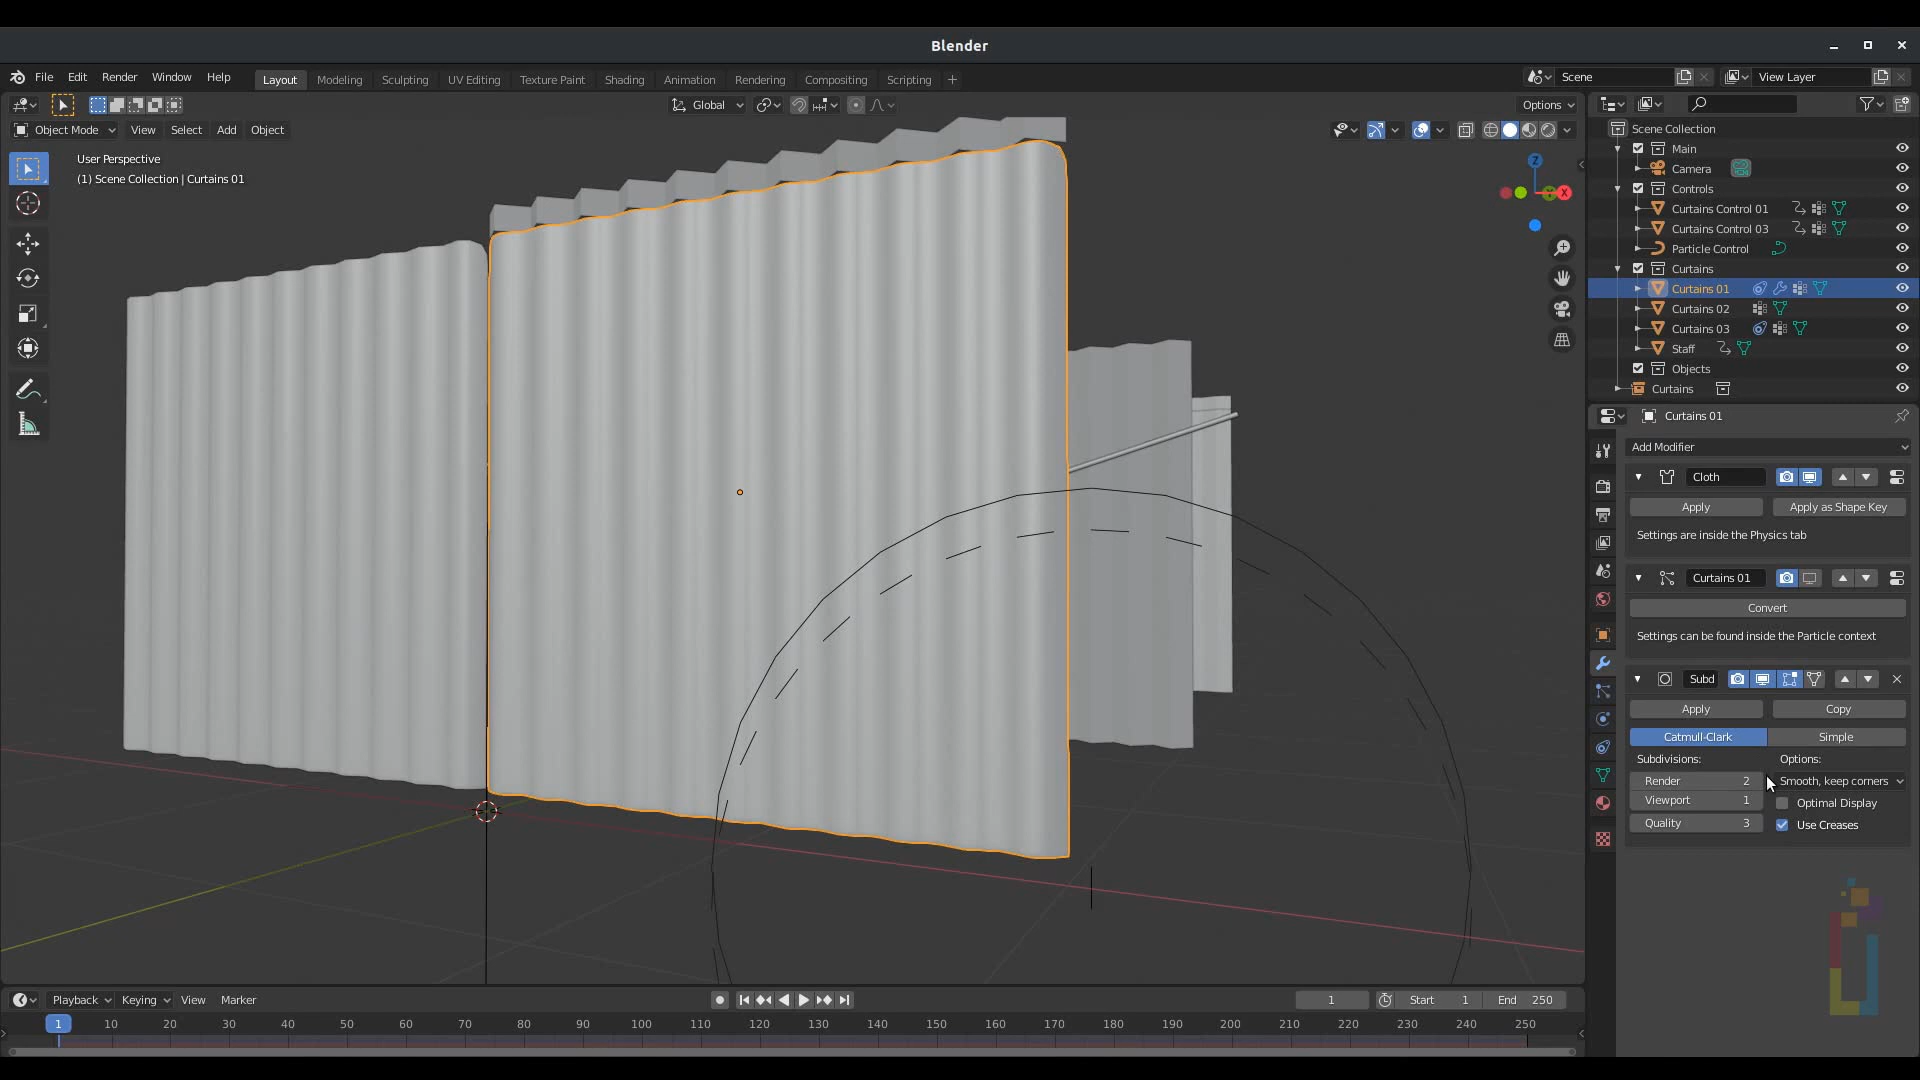 Blender
File Edit Render Window Help Layout Modeling Sculpting UV Editing Texture Paint Shading Animation Rendering Compositing Scripting + Scene View Layer
Global Options
Object Mode View Select Add Object
User Perspective
(1) Scene Collection | Curtains 01
Z
Y
X
Scene Collection
Main
Camera
Controls
Curtains Control 01
Curtains Control 03
Particle Control
Curtains
Curtains 01
Curtains 02
Curtains 03
Staff
Objects
Curtains
Curtains 01
Add Modifier
Cloth
Apply Apply as Shape Key
Settings are inside the Physics tab
Curtains 01
Convert
Settings can be found inside the Particle context
Subd
Apply Copy
Catmull-Clark Simple
Subdivisions: Options:
Render 2 Smooth, keep corners
Viewport 1 Optimal Display
Quality 3 Use Creases
Playback Keying View Marker 1 Start 1 End 250
1 10 20 30 40 50 60 70 80 90 100 110 120 130 140 150 160 170 180 190 200 210 220 230 240 250